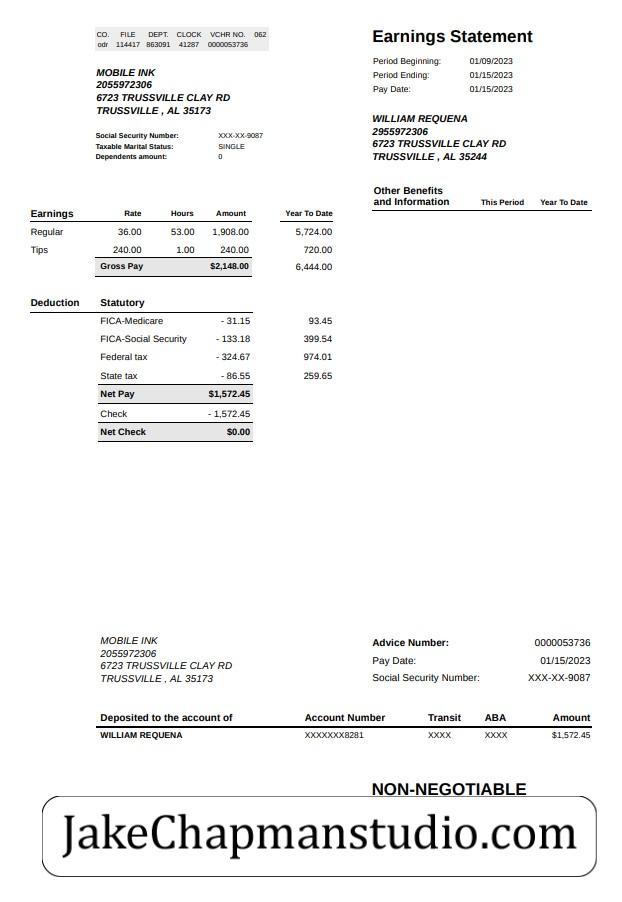 CO. FILE DEPT. CLOCK VCHR NO. 062
odr 114417 863091 41287 0000053736
Earnings Statement
Period Beginning: 01/09/2023
Period Ending: 01/15/2023
Pay Date: 01/15/2023
MOBILE INK
2055972306
6723 TRUSSVILLE CLAY RD
TRUSSVILLE , AL 35173
WILLIAM REQUENA
2955972306
6723 TRUSSVILLE CLAY RD
TRUSSVILLE , AL 35244
Social Security Number: XXX-XX-9087
Taxable Marital Status: SINGLE
Dependents amount: 0
Other Benefits
and Information This Period Year To Date
Earnings Rate Hours Amount Year To Date
Regular 36.00 53.00 1,908.00 5,724.00
Tips 240.00 1.00 240.00 720.00
Gross Pay $2,148.00 6,444.00
Deduction Statutory
FICA-Medicare - 31.15 93.45
FICA-Social Security - 133.18 399.54
Federal tax - 324.67 974.01
State tax - 86.55 259.65
Net Pay $1,572.45
Check - 1,572.45
Net Check $0.00
MOBILE INK
2055972306
6723 TRUSSVILLE CLAY RD
TRUSSVILLE , AL 35173
Advice Number: 0000053736
Pay Date: 01/15/2023
Social Security Number: XXX-XX-9087
Deposited to the account of Account Number Transit ABA Amount
WILLIAM REQUENA XXXXXXX8281 XXXX XXXX $1,572.45
NON-NEGOTIABLE
JakeChapmanstudio.com